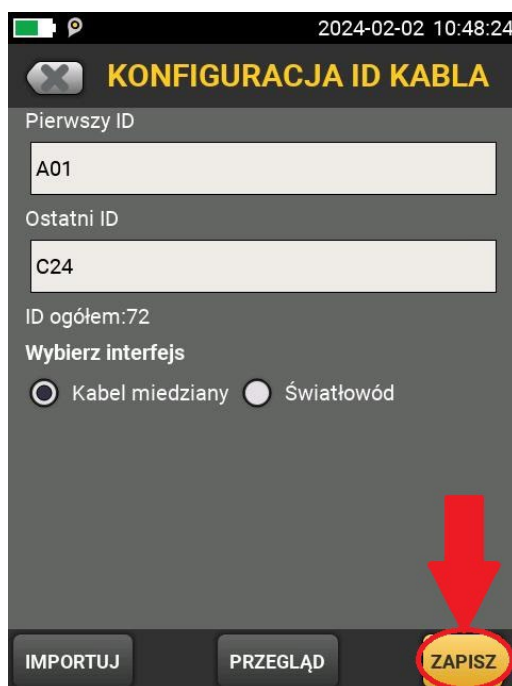 2024-02-02 10:48:24
KONFIGURACJA ID KABLA
Pierwszy ID
A01
Ostatni ID
C24
ID ogółem:72
Wybierz interfejs
Kabel miedziany Światłowód
IMPORTUJ PRZEGLĄD ZAPISZ